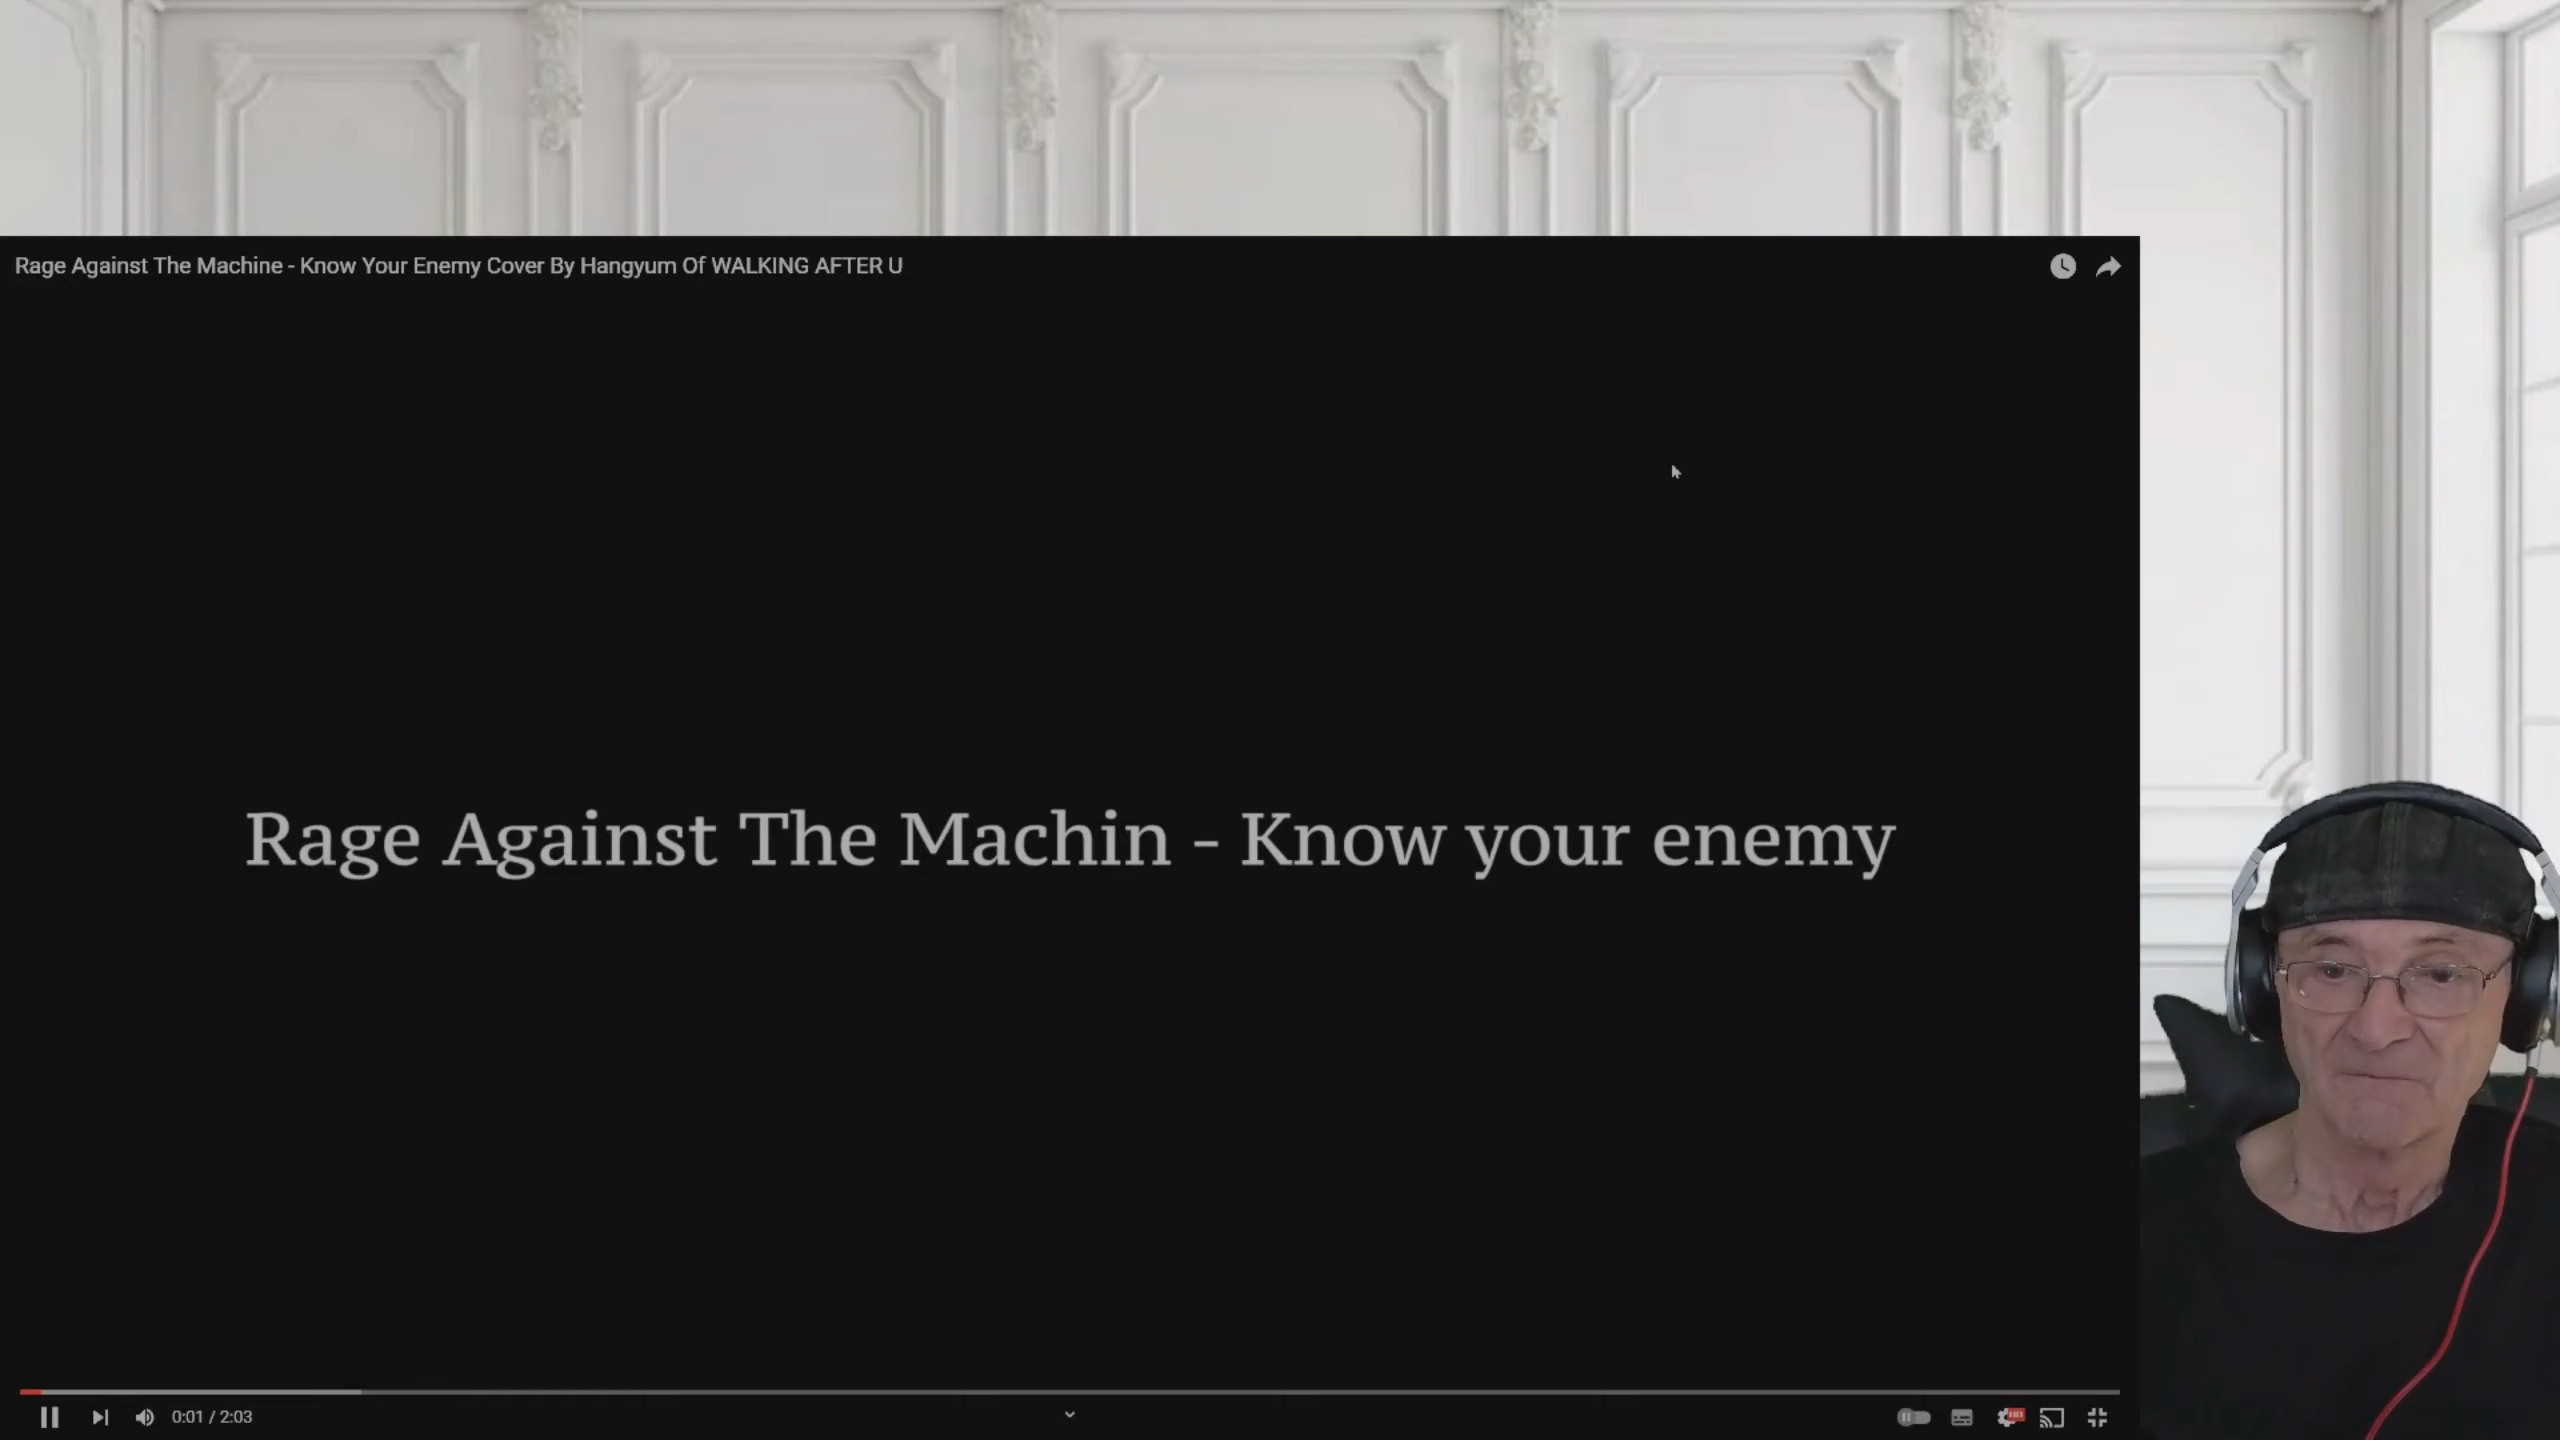 Rage Against The Machine - Know Your Enemy Cover By Hangyum Of WALKING AFTER U
Rage Against The Machin - Know your enemy
0:01 / 2:03